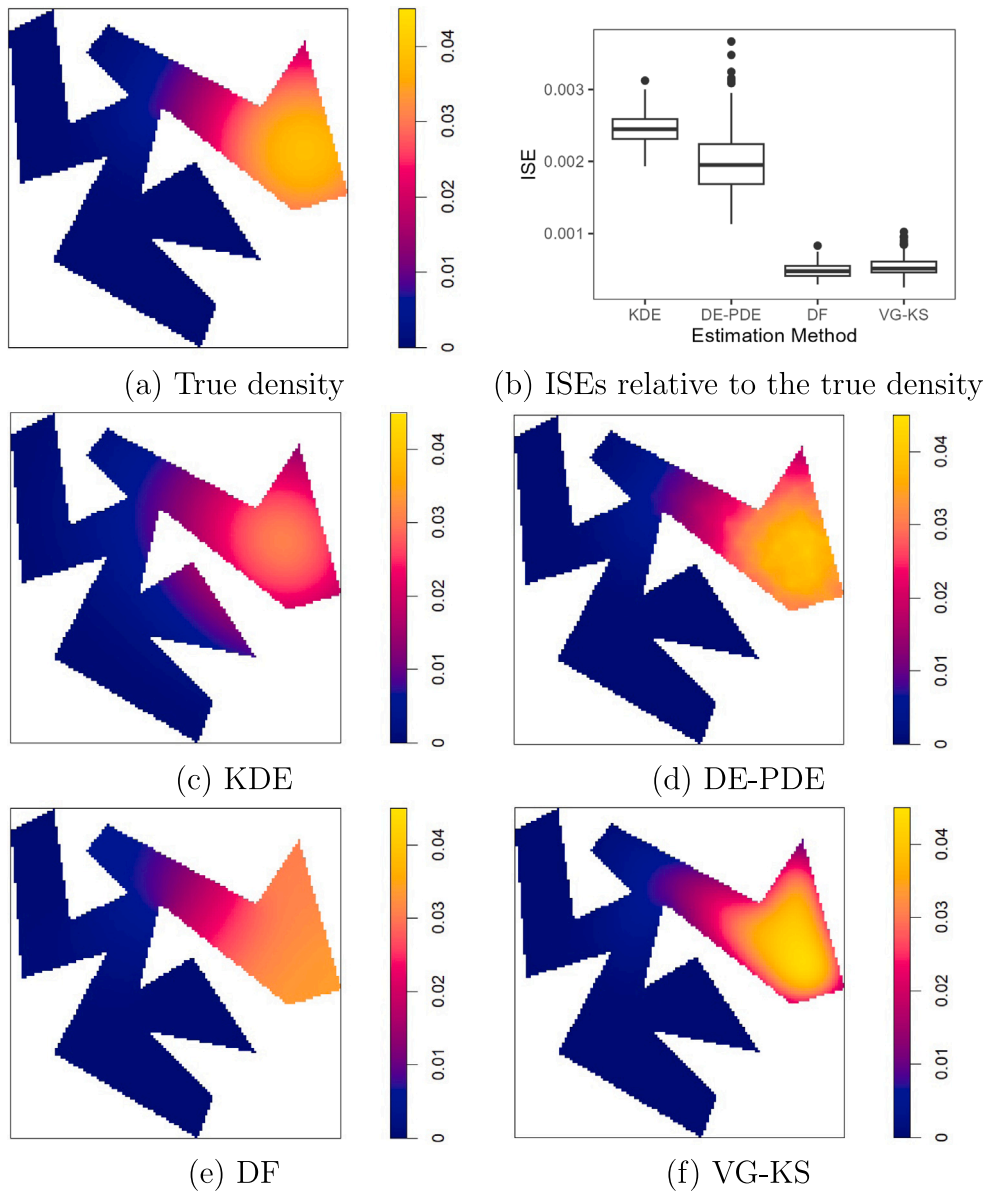 0 0.01 0.02 0.03 0.04
(a) True density
ISE
0.003
0.002
0.001
KDE DE-PDE DF VG-KS
Estimation Method
(b) ISEs relative to the true density
0 0.01 0.02 0.03 0.04
(c) KDE
0 0.01 0.02 0.03 0.04
(d) DE-PDE
0 0.01 0.02 0.03 0.04
(e) DF
0 0.01 0.02 0.03 0.04
(f) VG-KS